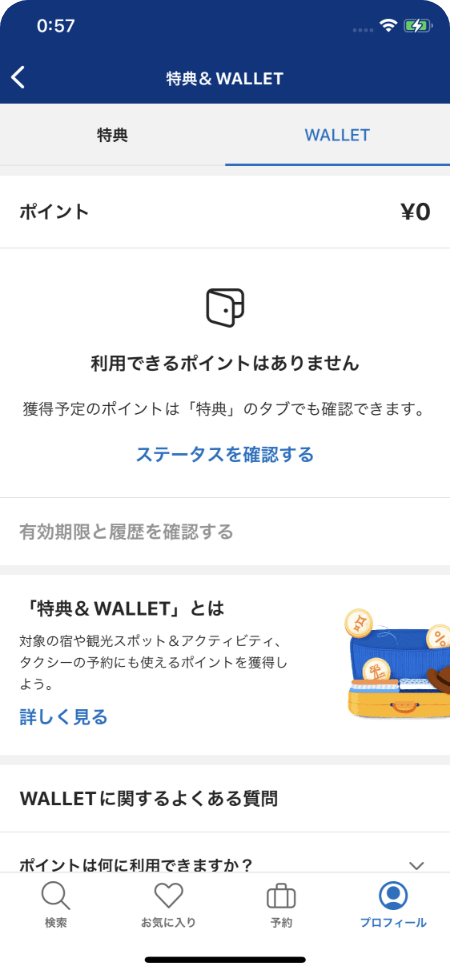 0:57
特典＆WALLET
特典
WALLET
ポイント
¥0
利用できるポイントはありません
獲得予定のポイントは「特典」のタブでも確認できます。
ステータスを確認する
有効期限と履歴を確認する
「特典＆WALLET」とは
対象の宿や観光スポット＆アクティビティ、
タクシーの予約にも使えるポイントを獲得し
よう。
詳しく見る
WALLETに関するよくある質問
ポイントは何に利用できますか？
検索
お気に入り
予約
プロフィール